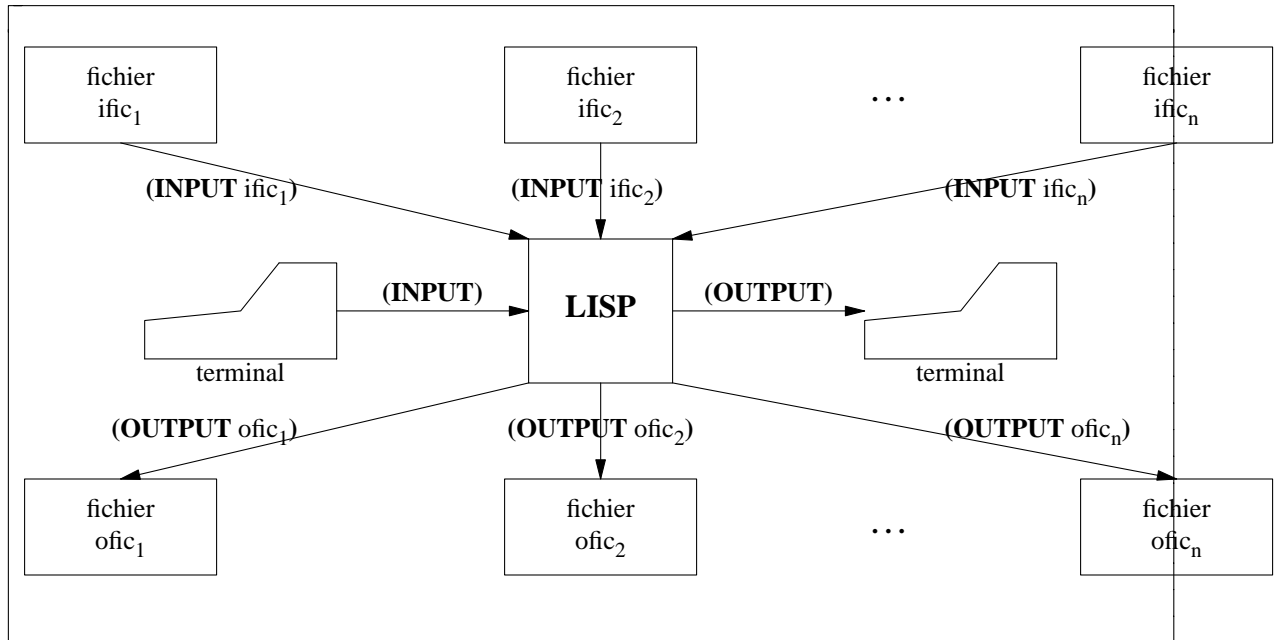 fichier
ific₁
fichier
ific₂
...
fichier
ificₙ
(INPUT ific₁)
(INPUT ific₂)
(INPUT ificₙ)
(INPUT)
LISP
(OUTPUT)
terminal
terminal
(OUTPUT ofic₁)
(OUTPUT ofic₂)
(OUTPUT oficₙ)
fichier
ofic₁
fichier
ofic₂
...
fichier
oficₙ